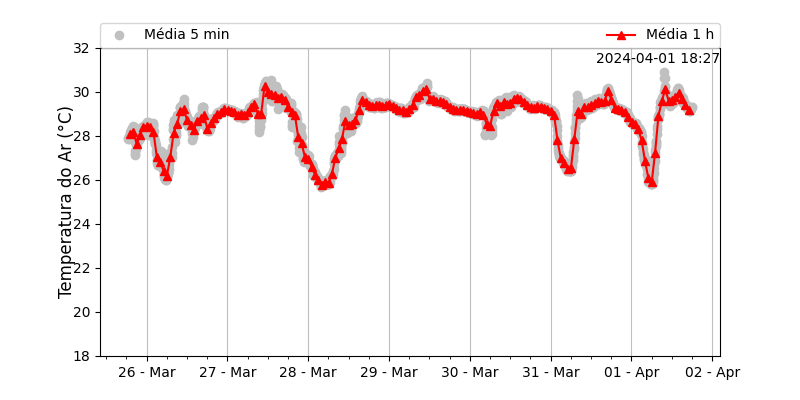 Média 5 min
Média 1 h
2024-04-01 18:27
Temperatura do Ar (°C)
32
30
28
26
24
22
20
18
26 - Mar
27 - Mar
28 - Mar
29 - Mar
30 - Mar
31 - Mar
01 - Apr
02 - Apr